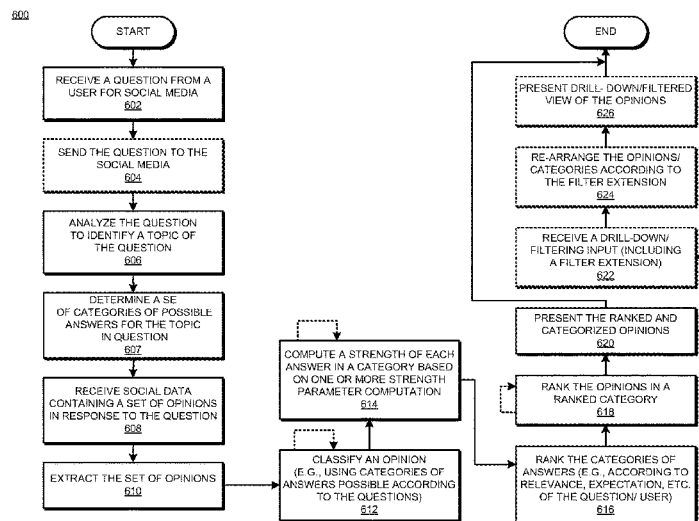 600
START
RECEIVE A QUESTION FROM A
USER FOR SOCIAL MEDIA
602
SEND THE QUESTION TO THE
SOCIAL MEDIA
604
ANALYZE THE QUESTION
TO IDENTIFY A TOPIC OF
THE QUESTION
606
DETERMINE A SE
OF CATEGORIES OF POSSIBLE
ANSWERS FOR THE TOPIC
IN QUESTION
607
RECEIVE SOCIAL DATA
CONTAINING A SET OF OPINIONS
IN RESPONSE TO THE QUESTION
608
EXTRACT THE SET OF OPINIONS
610
CLASSIFY AN OPINION
(E.G., USING CATEGORIES OF
ANSWERS POSSIBLE ACCORDING
TO THE QUESTIONS)
612
COMPUTE A STRENGTH OF EACH
ANSWER IN A CATEGORY BASED
ON ONE OR MORE STRENGTH
PARAMETER COMPUTATION
614
RANK THE CATEGORIES OF
ANSWERS (E.G., ACCORDING TO
RELEVANCE, EXPECTATION, ETC.
OF THE QUESTION/ USER)
616
RANK THE OPINIONS IN A
RANKED CATEGORY
618
PRESENT THE RANKED AND
CATEGORIZED OPINIONS
620
RECEIVE A DRILL-DOWN/
FILTERING INPUT (INCLUDING
A FILTER EXTENSION)
622
RE-ARRANGE THE OPINIONS/
CATEGORIES ACCORDING TO
THE FILTER EXTENSION
624
PRESENT DRILL- DOWN/FILTERED
VIEW OF THE OPINIONS
626
END